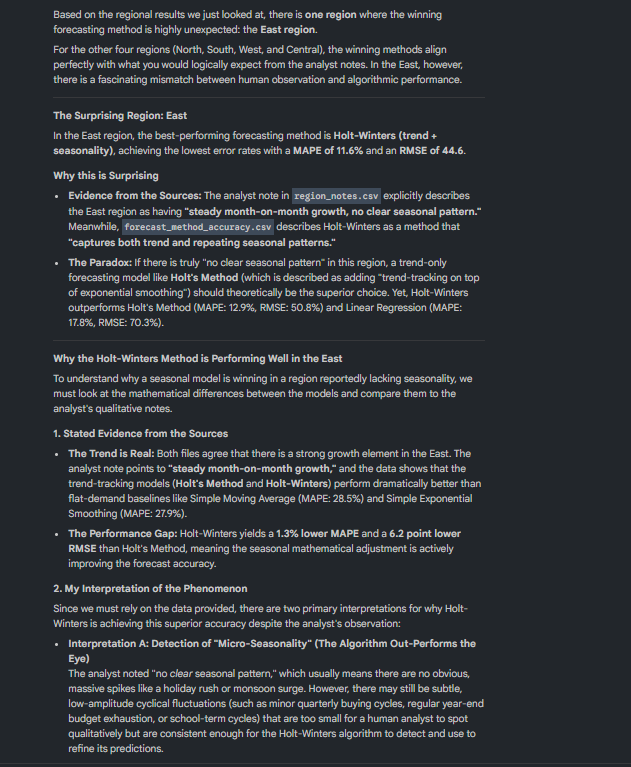 Based on the regional results we just looked at, there is one region where the winning
forecasting method is highly unexpected: the East region.
For the other four regions (North, South, West, and Central), the winning methods align
perfectly with what you would logically expect from the analyst notes. In the East, however,
there is a fascinating mismatch between human observation and algorithmic performance.
The Surprising Region: East
In the East region, the best-performing forecasting method is Holt-Winters (trend +
seasonality), achieving the lowest error rates with a MAPE of 11.6% and an RMSE of 44.6.
Why this is Surprising
• Evidence from the Sources: The analyst note in region_notes.csv explicitly describes
the East region as having "steady month-on-month growth, no clear seasonal pattern."
Meanwhile, forecast_method_accuracy.csv describes Holt-Winters as a method that
"captures both trend and repeating seasonal patterns."
• The Paradox: If there is truly "no clear seasonal pattern" in this region, a trend-only
forecasting model like Holt's Method (which is described as adding "trend-tracking on top
of exponential smoothing") should theoretically be the superior choice. Yet, Holt-Winters
outperforms Holt's Method (MAPE: 12.9%, RMSE: 50.8%) and Linear Regression (MAPE:
17.8%, RMSE: 70.3%).
Why the Holt-Winters Method is Performing Well in the East
To understand why a seasonal model is winning in a region reportedly lacking seasonality, we
must look at the mathematical differences between the models and compare them to the
analyst's qualitative notes.
1. Stated Evidence from the Sources
• The Trend is Real: Both files agree that there is a strong growth element in the East. The
analyst note points to "steady month-on-month growth," and the data shows that the
trend-tracking models (Holt's Method and Holt-Winters) perform dramatically better than
flat-demand baselines like Simple Moving Average (MAPE: 28.5%) and Simple Exponential
Smoothing (MAPE: 27.9%).
• The Performance Gap: Holt-Winters yields a 1.3% lower MAPE and a 6.2 point lower
RMSE than Holt's Method, meaning the seasonal mathematical adjustment is actively
improving the forecast accuracy.
2. My Interpretation of the Phenomenon
Since we must rely on the data provided, there are two primary interpretations for why Holt-
Winters is achieving this superior accuracy despite the analyst's observation:
• Interpretation A: Detection of "Micro-Seasonality" (The Algorithm Out-Performs the
Eye)
The analyst noted "no clear seasonal pattern," which usually means there are no obvious,
massive spikes like a holiday rush or monsoon surge. However, there may still be subtle,
low-amplitude cyclical fluctuations (such as minor quarterly buying cycles, regular year-end
budget exhaustion, or school-term cycles) that are too small for a human analyst to spot
qualitatively but are consistent enough for the Holt-Winters algorithm to detect and use to
refine its predictions.